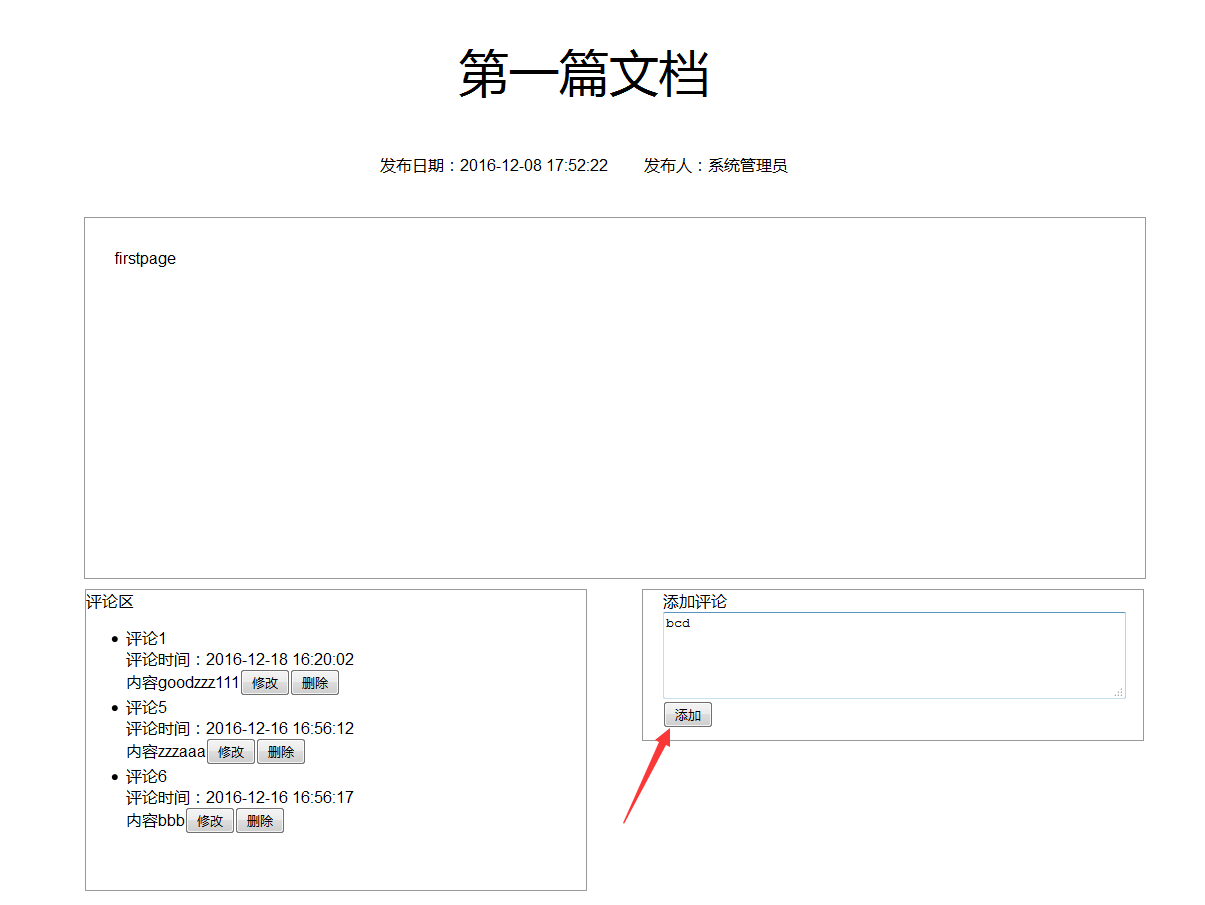 第一篇文档
发布日期：2016-12-08 17:52:22 发布人：系统管理员
firstpage
评论区
评论1
评论时间：2016-12-18 16:20:02
内容goodzzz111 修改 删除
评论5
评论时间：2016-12-16 16:56:12
内容zzzaaa 修改 删除
评论6
评论时间：2016-12-16 16:56:17
内容bbb 修改 删除
添加评论
bcd
添加